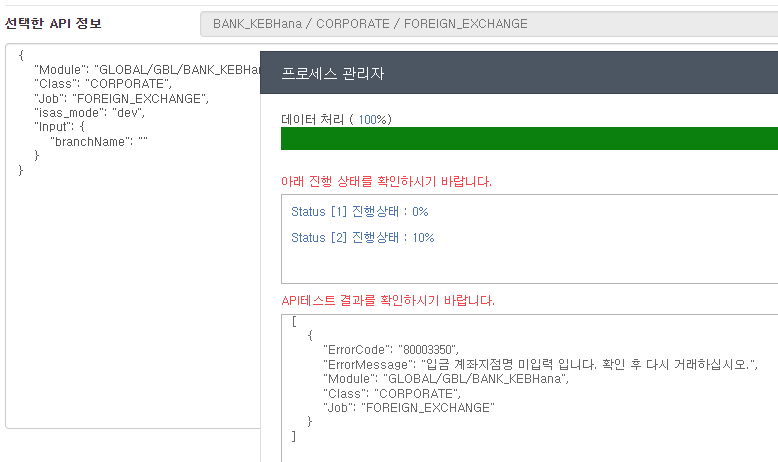 선택한 API 정보
BANK_KEBHana / CORPORATE / FOREIGN_EXCHANGE
{
"Module": "GLOBAL/GBL/BANK_KEBHan
"Class": "CORPORATE",
"Job": "FOREIGN_EXCHANGE",
"isas_mode": "dev",
"Input": {
"branchName": ""
}
}
프로세스 관리자
데이터 처리 ( 100%)
아래 진행 상태를 확인하시기 바랍니다.
Status [1] 진행상태 : 0%
Status [2] 진행상태 : 10%
API테스트 결과를 확인하시기 바랍니다.
[
{
"ErrorCode": "80003350",
"ErrorMessage": "입금 계좌지점명 미입력 입니다. 확인 후 다시 거래하십시오.",
"Module": "GLOBAL/GBL/BANK_KEBHana",
"Class": "CORPORATE",
"Job": "FOREIGN_EXCHANGE"
}
]